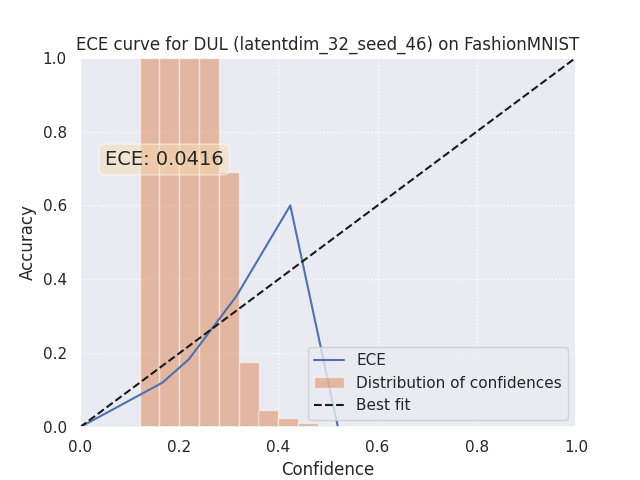 ECE curve for DUL (latentdim_32_seed_46) on FashionMNIST
1.0
0.8
0.6
0.4
0.2
0.0
Accuracy
ECE: 0.0416
ECE
Distribution of confidences
Best fit
0.0 0.2 0.4 0.6 0.8 1.0
Confidence